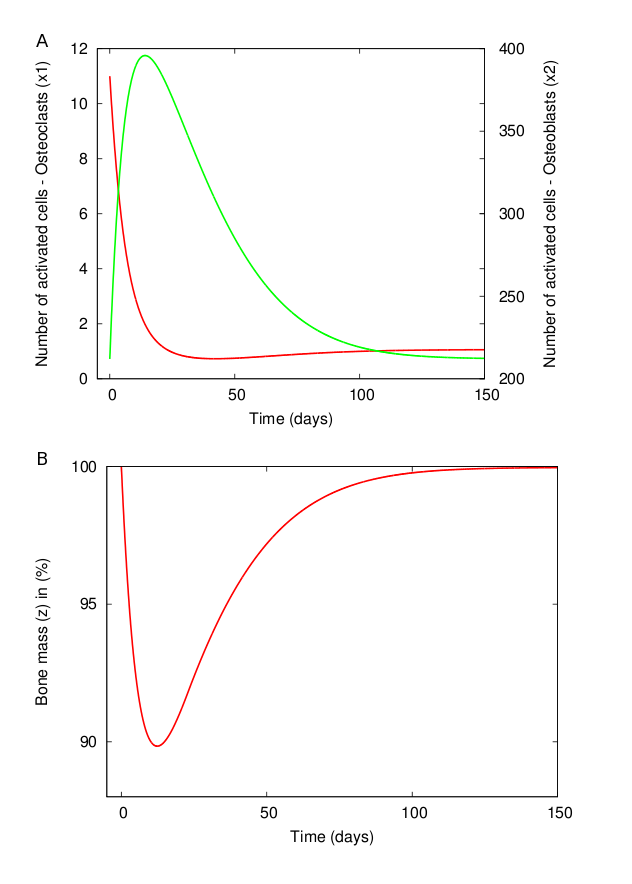 A
Number of activated cells - Osteoclasts (x1)
12
10
8
6
4
2
0
400
350
300
250
200
Number of activated cells - Osteoblasts (x2)
0 50 100 150
Time (days)
B
Bone mass (z) in (%)
100
95
90
0 50 100 150
Time (days)